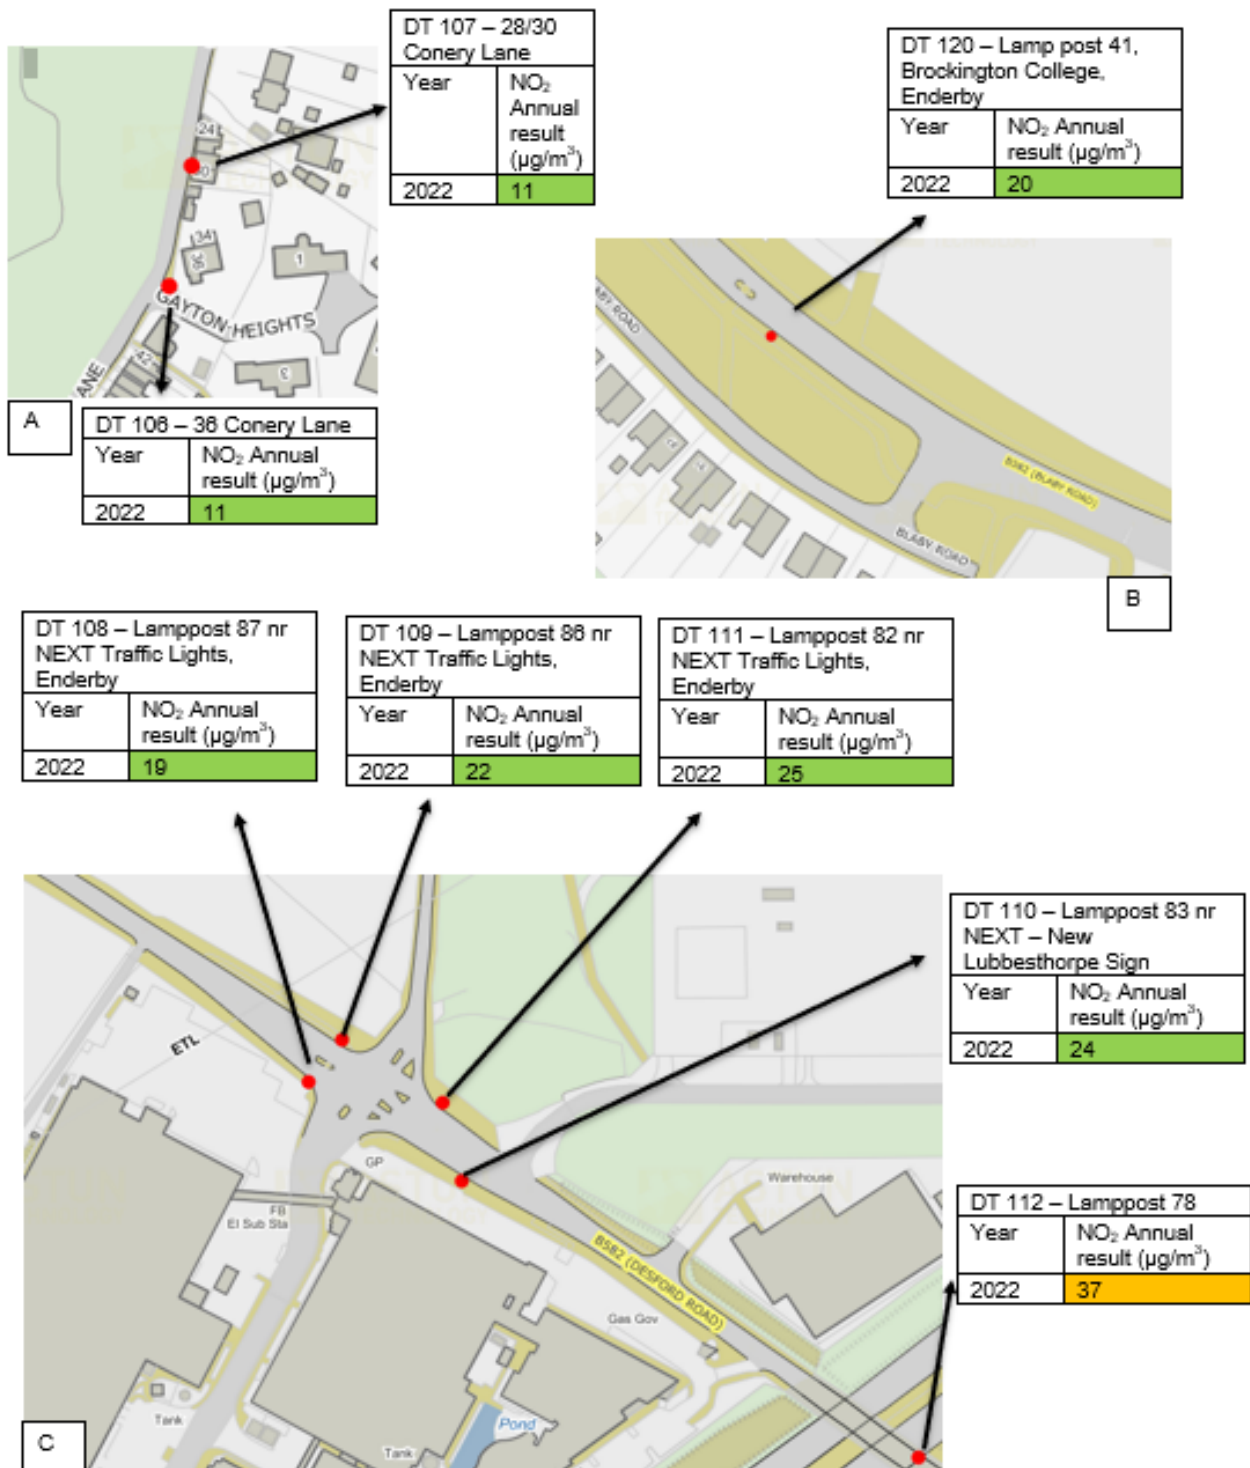 DT 107 – 28/30
Conery Lane
Year
NO₂
Annual
result
(µg/m³)
2022
11
DT 120 – Lamp post 41,
Brockington College,
Enderby
Year
NO₂ Annual
result (µg/m³)
2022
20
24
30
34
36
1
GAYTON HEIGHTS
3
42
ANE
A
DT 106 – 36 Conery Lane
Year
NO₂ Annual
result (µg/m³)
2022
11
ABY ROAD
B582 (BLABY ROAD)
BLABY ROAD
B
DT 108 – Lamppost 87 nr
NEXT Traffic Lights,
Enderby
Year
NO₂ Annual
result (µg/m³)
2022
19
DT 109 – Lamppost 86 nr
NEXT Traffic Lights,
Enderby
Year
NO₂ Annual
result (µg/m³)
2022
22
DT 111 – Lamppost 82 nr
NEXT Traffic Lights,
Enderby
Year
NO₂ Annual
result (µg/m³)
2022
25
DT 110 – Lamppost 83 nr
NEXT – New
Lubbesthorpe Sign
Year
NO₂ Annual
result (µg/m³)
2022
24
ETL
GP
FB
El Sub Sta
Warehouse
B582 (DESFORD ROAD)
Gas Gov
Tank
Pond
Tank
C
DT 112 – Lamppost 78
Year
NO₂ Annual
result (µg/m³)
2022
37